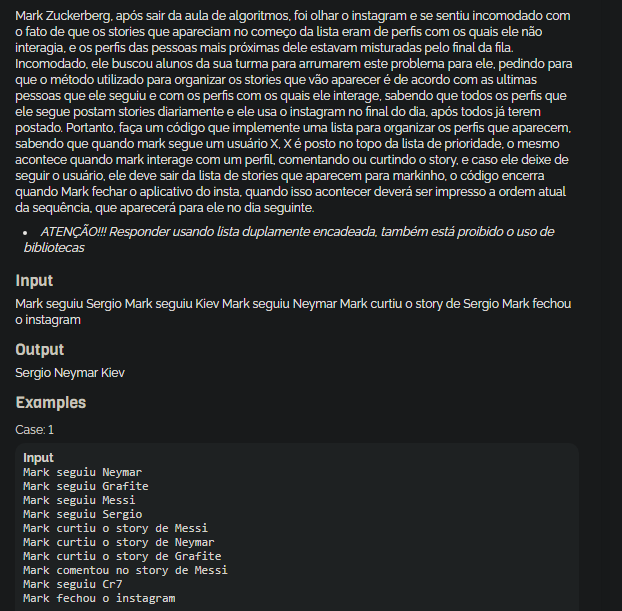 Mark Zuckerberg, após sair da aula de algoritmos, foi olhar o instagram e se sentiu incomodado com
o fato de que os stories que apareciam no começo da lista eram de perfis com os quais ele não
interagia, e os perfis das pessoas mais próximas dele estavam misturadas pelo final da fila.
Incomodado, ele buscou alunos da sua turma para arrumarem este problema para ele, pedindo para
que o método utilizado para organizar os stories que vão aparecer é de acordo com as ultimas
pessoas que ele seguiu e com os perfis com os quais ele interage, sabendo que todos os perfis que
ele segue postam stories diariamente e ele usa o instagram no final do dia, após todos já terem
postado. Portanto, faça um código que implemente uma lista para organizar os perfis que aparecem,
sabendo que quando mark segue um usuário X, X é posto no topo da lista de prioridade, o mesmo
acontece quando mark interage com um perfil, comentando ou curtindo o story, e caso ele deixe de
seguir o usuário, ele deve sair da lista de stories que aparecem para markinho, o código encerra
quando Mark fechar o aplicativo do insta, quando isso acontecer deverá ser impresso a ordem atual
da sequência, que aparecerá para ele no dia seguinte.
• ATENÇÃO!!! Responder usando lista duplamente encadeada, também está proibido o uso de
bibliotecas
Input
Mark seguiu Sergio Mark seguiu Kiev Mark seguiu Neymar Mark curtiu o story de Sergio Mark fechou
o instagram
Output
Sergio Neymar Kiev
Examples
Case: 1
Input
Mark seguiu Neymar
Mark seguiu Grafite
Mark seguiu Messi
Mark seguiu Sergio
Mark curtiu o story de Messi
Mark curtiu o story de Neymar
Mark curtiu o story de Grafite
Mark comentou no story de Messi
Mark seguiu Cr7
Mark fechou o instagram